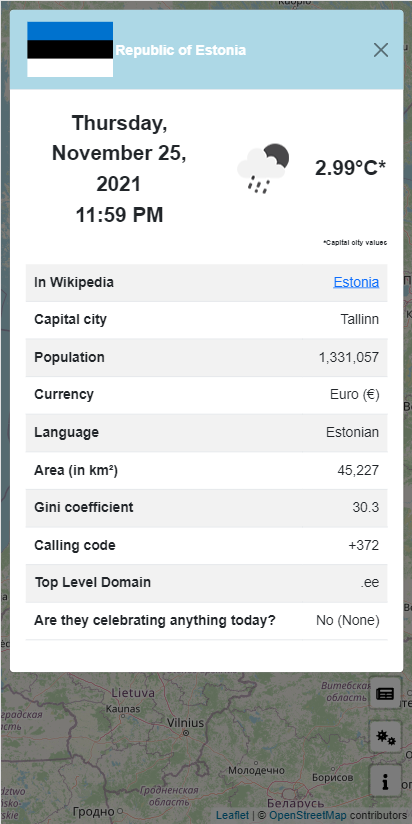 Republic of Estonia
Thursday,
November 25,
2021
11:59 PM
2.99°C*
*Capital city values
In Wikipedia Estonia
Capital city Tallinn
Population 1,331,057
Currency Euro (€)
Language Estonian
Area (in km²) 45,227
Gini coefficient 30.3
Calling code +372
Top Level Domain .ee
Are they celebrating anything today? No (None)
Lietuva
Kaunas
Vilnius
Витебская
область
Молодечно
Борисов
Гродненская
область
Гродно
Беларусь
Leaflet | © OpenStreetMap contributors